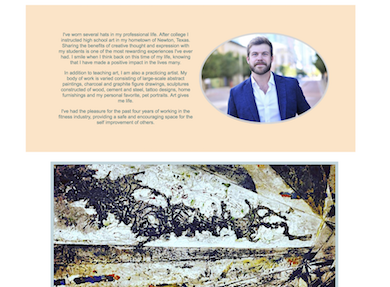 I've worn several hats in my professional life. After college I
instructed high school art in my hometown of Newton, Texas.
Sharing the benefits of creative thought and expression with
my students is one of the most rewarding experiences I've ever
had. I smile when I think back on this time of my life, knowing
that I have made a positive impact in the lives many.
In addition to teaching art, I am also a practicing artist. My
body of work is varied consisting of large-scale abstract
paintings, charcoal and graphite figure drawings, sculptures
constructed of wood, cement and steel, tattoo designs, home
furnishings and my personal favorite, pet portraits. Art gives
me life.
I've had the pleasure for the past four years of working in the
fitness industry, providing a safe and encouraging space for the
self improvement of others.